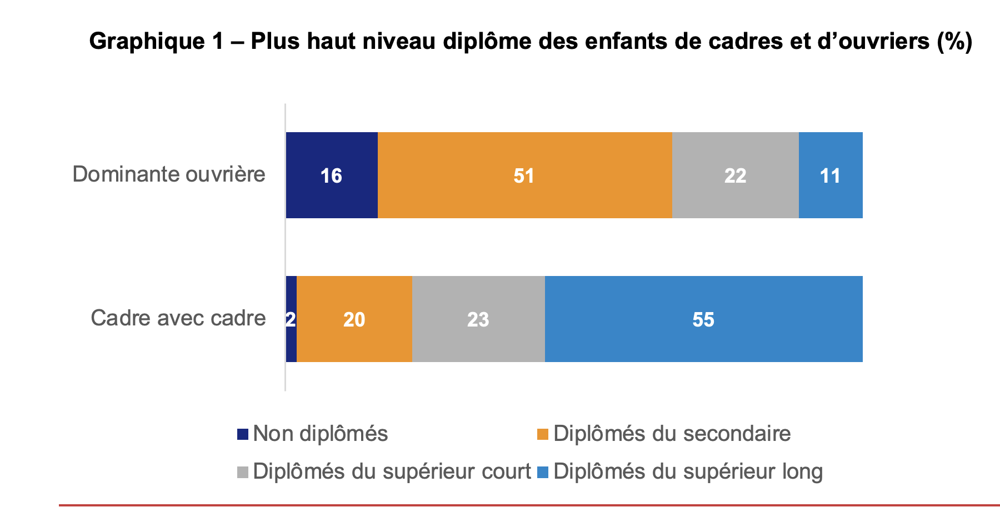 Graphique 1 – Plus haut niveau diplôme des enfants de cadres et d’ouvriers (%)
Dominante ouvrière
16
51
22
11
Cadre avec cadre
2
20
23
55
Non diplômés
Diplômés du secondaire
Diplômés du supérieur court
Diplômés du supérieur long